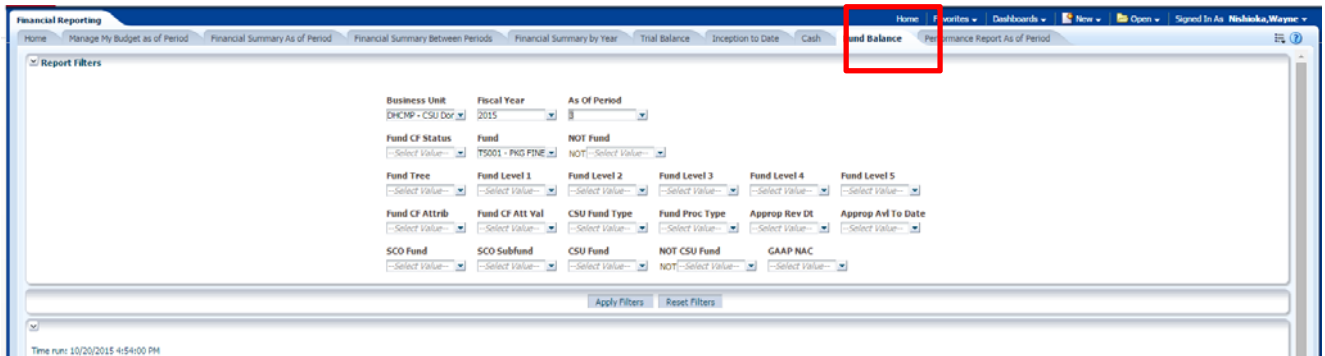 Financial Reporting Home Favorites Dashboards New Open Signed In As Nishioka,Wayne
Home Manage My Budget as of Period Financial Summary As of Period Financial Summary Between Periods Financial Summary by Year Trial Balance Inception to Date Cash Fund Balance Performance Report As of Period
Report Filters
Business Unit Fiscal Year As Of Period
DHCMP - CSU Dor 2015 3
Fund CF Status Fund NOT Fund
--Select Value-- TS001 - PKG FINE NOT --Select Value--
Fund Tree Fund Level 1 Fund Level 2 Fund Level 3 Fund Level 4 Fund Level 5
--Select Value-- --Select Value-- --Select Value-- --Select Value-- --Select Value-- --Select Value--
Fund CF Attrib Fund CF Att Val CSU Fund Type Fund Proc Type Approp Rev Dt Approp Avl To Date
--Select Value-- --Select Value-- --Select Value-- --Select Value-- --Select Value-- --Select Value--
SCO Fund SCO Subfund CSU Fund NOT CSU Fund GAAP NAC
--Select Value-- --Select Value-- --Select Value-- NOT --Select Value-- --Select Value--
Apply Filters Reset Filters
Time run: 10/20/2015 4:54:00 PM